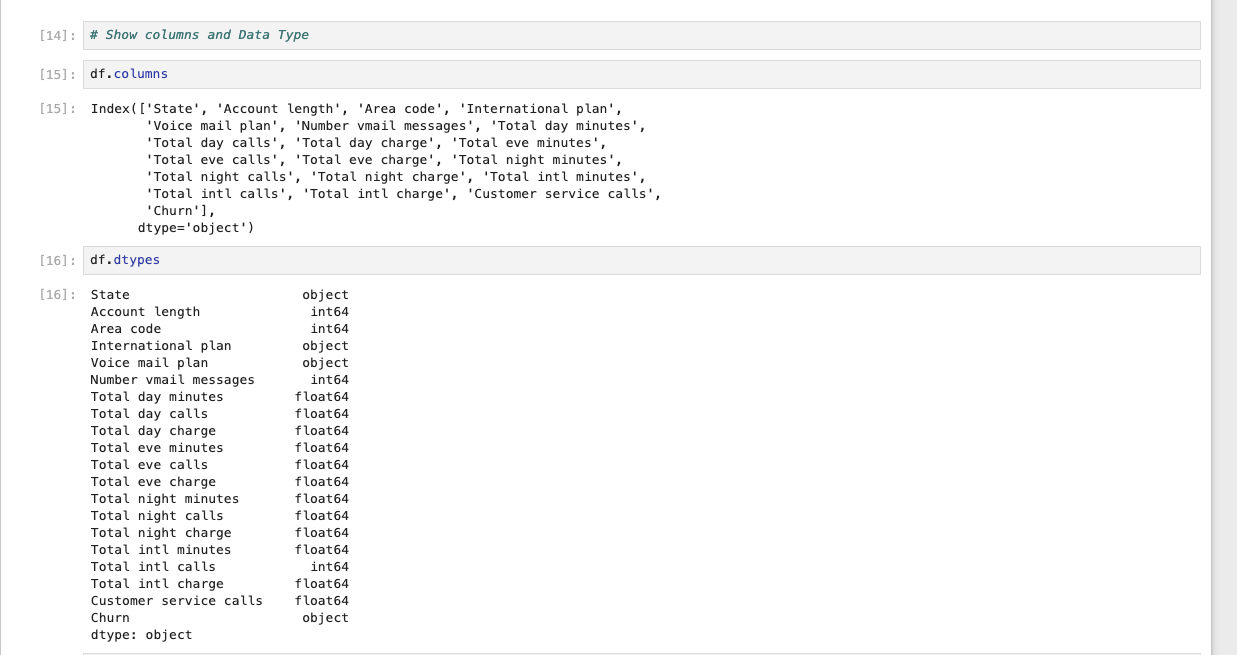 [14]: # Show columns and Data Type
[15]: df.columns
[15]: Index(['State', 'Account length', 'Area code', 'International plan',
'Voice mail plan', 'Number vmail messages', 'Total day minutes',
'Total day calls', 'Total day charge', 'Total eve minutes',
'Total eve calls', 'Total eve charge', 'Total night minutes',
'Total night calls', 'Total night charge', 'Total intl minutes',
'Total intl calls', 'Total intl charge', 'Customer service calls',
'Churn'],
dtype='object')
[16]: df.dtypes
[16]: State object
Account length int64
Area code int64
International plan object
Voice mail plan object
Number vmail messages int64
Total day minutes float64
Total day calls float64
Total day charge float64
Total eve minutes float64
Total eve calls float64
Total eve charge float64
Total night minutes float64
Total night calls float64
Total night charge float64
Total intl minutes float64
Total intl calls int64
Total intl charge float64
Customer service calls float64
Churn object
dtype: object